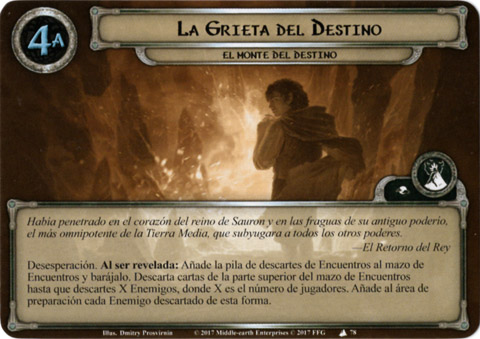 4A
LA GRIETA DEL DESTINO
EL MONTE DEL DESTINO
Había penetrado en el corazón del reino de Sauron y en las fraguas de su antiguo poderío,
el más omnipotente de la Tierra Media, que subyugara a todos los otros poderes.
—El Retorno del Rey
Desesperación. Al ser revelada: Añade la pila de descartes de Encuentros al mazo de
Encuentros y barájalo. Descarta cartas de la parte superior del mazo de Encuentros
hasta que descartes X Enemigos, donde X es el número de jugadores. Añade al área de
preparación cada Enemigo descartado de esta forma.
Illus. Dmitry Prosvirnin © 2017 Middle-earth Enterprises © 2017 FFG 78